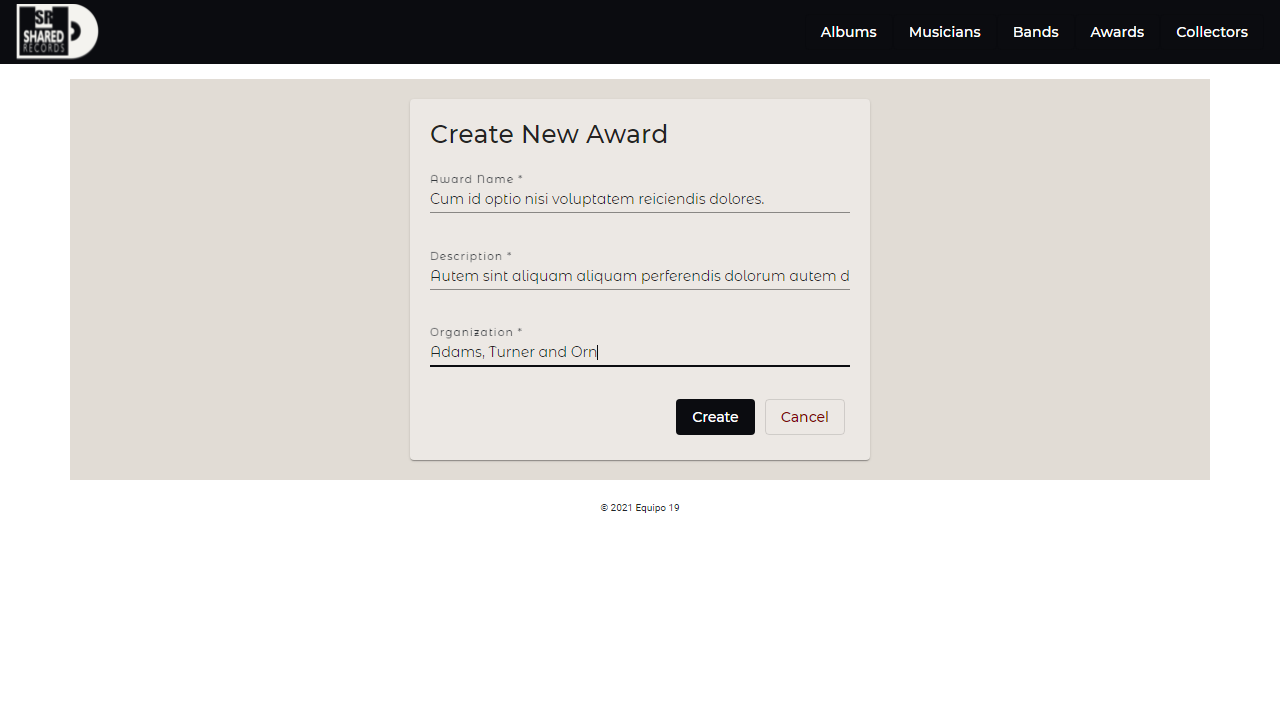 SR
SHARED
RECORDS
Albums
Musicians
Bands
Awards
Collectors
Create New Award
Award Name *
Cum id optio nisi voluptatem reiciendis dolores.
Description *
Autem sint aliquam aliquam perferendis dolorum autem d
Organization *
Adams, Turner and Orn
Create
Cancel
© 2021 Equipo 19